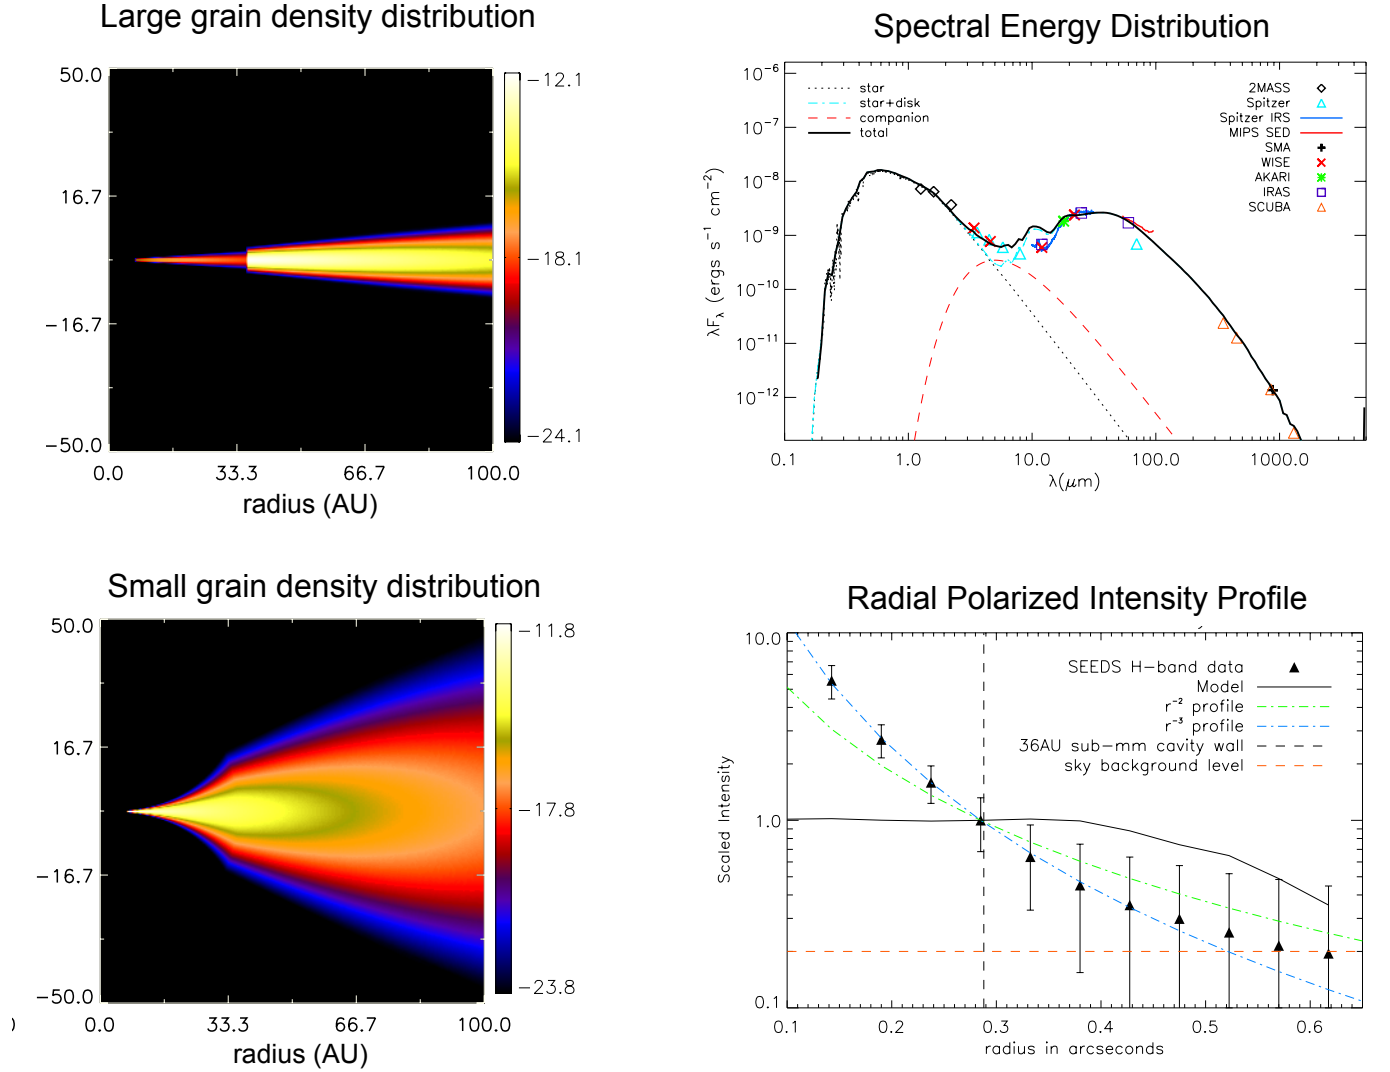 Large grain density distribution
50.0
16.7
−16.7
−50.0
0.0 33.3 66.7 100.0
radius (AU)
−12.1
−18.1
−24.1
Spectral Energy Distribution
10⁻⁶
10⁻⁷
10⁻⁸
10⁻⁹
10⁻¹⁰
10⁻¹¹
10⁻¹²
λFλ (ergs s⁻¹ cm⁻²)
star
star+disk
companion
total
2MASS
Spitzer
Spitzer IRS
MIPS SED
SMA
WISE
AKARI
IRAS
SCUBA
0.1 1.0 10.0 100.0 1000.0
λ(μm)
Small grain density distribution
50.0
16.7
−16.7
−50.0
0.0 33.3 66.7 100.0
radius (AU)
−11.8
−17.8
−23.8
)
Radial Polarized Intensity Profile
10.0
1.0
0.1
Scaled Intensity
SEEDS H−band data
Model
r⁻² profile
r⁻³ profile
36AU sub−mm cavity wall
sky background level
0.1 0.2 0.3 0.4 0.5 0.6
radius in arcseconds